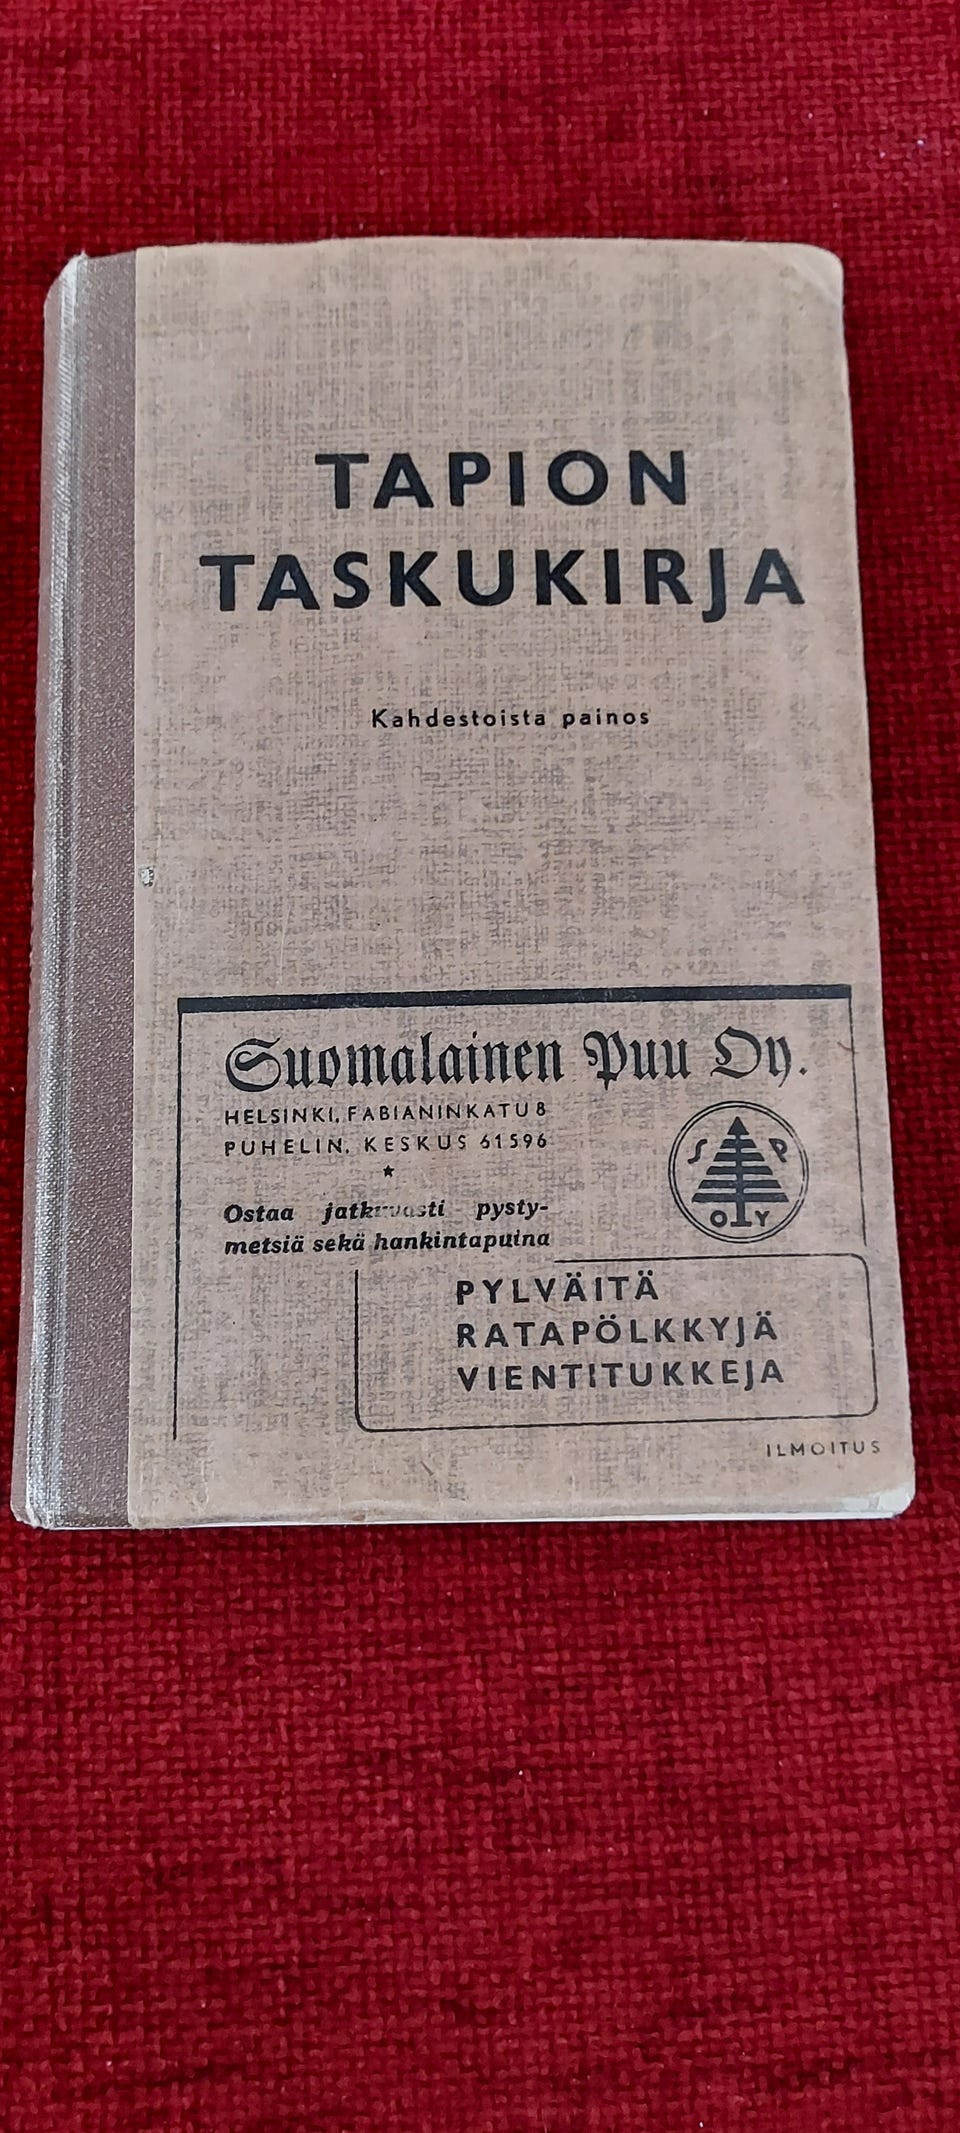 TAPION
TASKUKIRJA
Kahdestoista painos
Suomalainen Puu Oy.
HELSINKI, FABIANINKATU 8
PUHELIN, KESKUS 61596
Ostaa jatkuvasti pysty-
metsiä sekä hankintapuina
S P
O Y
PYLVÄITÄ
RATAPÖLKKYJÄ
VIENTITUKKEJA
ILMOITUS